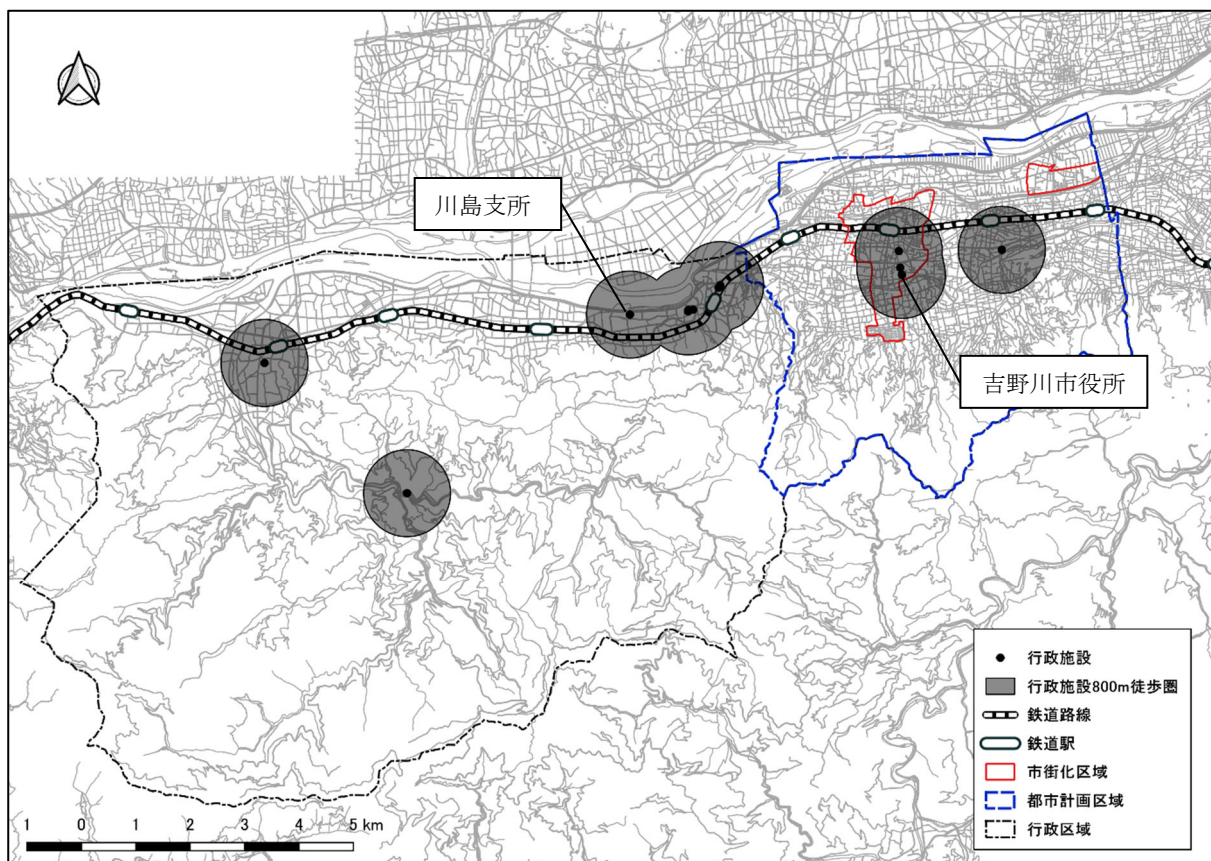 川島支所
吉野川市役所
行政施設
行政施設800m徒歩圏
鉄道路線
鉄道駅
市街化区域
都市計画区域
行政区域
1 0 1 2 3 4 5 km